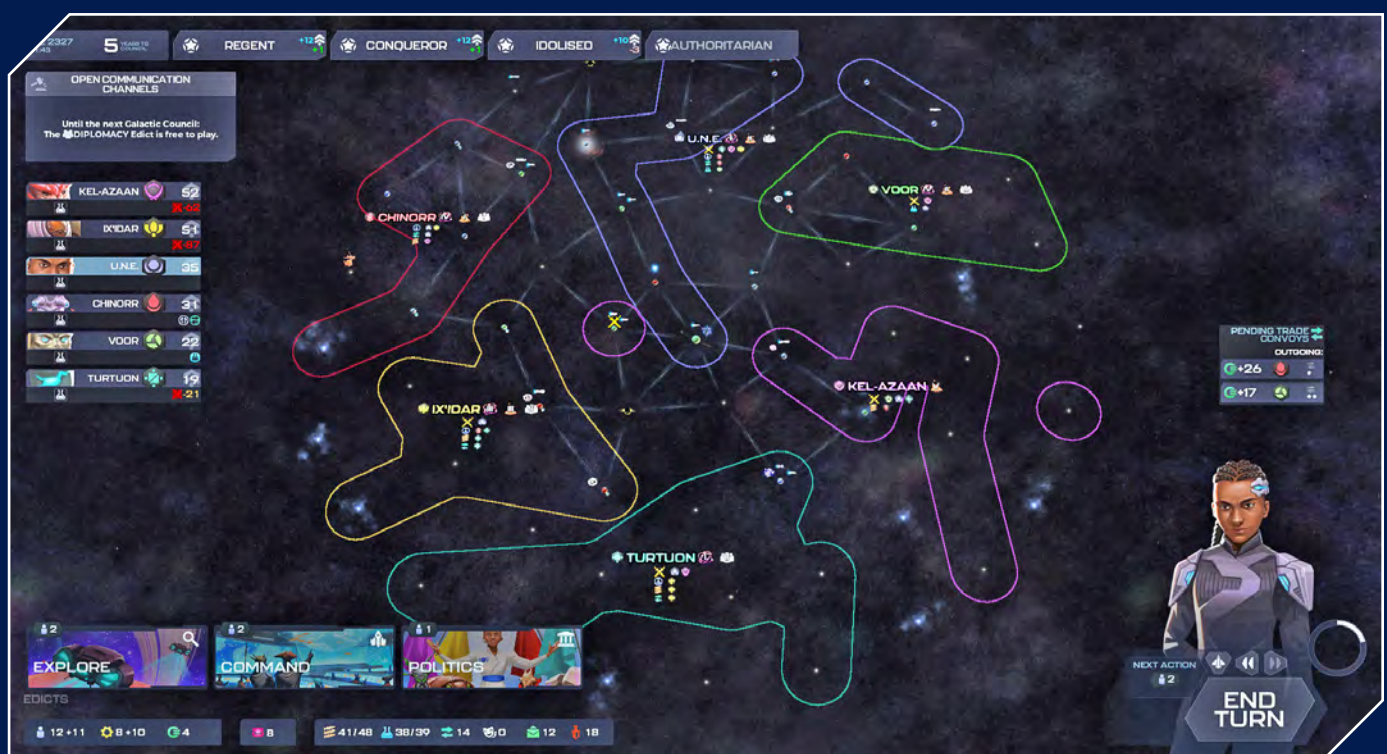 2327
5 YEARS TO COUNCIL
REGENT +12 +1
CONQUEROR +12 +1
IDOLISED +10 -3
AUTHORITARIAN
OPEN COMMUNICATION
CHANNELS
Until the next Galactic Council:
The DIPLOMACY Edict is free to play.
KEL-AZAAN 52
-62
IX'IDAR 51
-87
U.N.E. 35
CHINORR 31
VOOR 22
TURTUON 19
-21
U.N.E.
VOOR
CHINORR
KEL-AZAAN
IX'IDAR
TURTUON
PENDING TRADE
CONVOYS
OUTGOING:
+26
+17
2
EXPLORE
2
COMMAND
1
POLITICS
EDICTS
12 +11 8 +10 4
8
41/48 38/39 14 0 12 18
NEXT ACTION
2
END
TURN